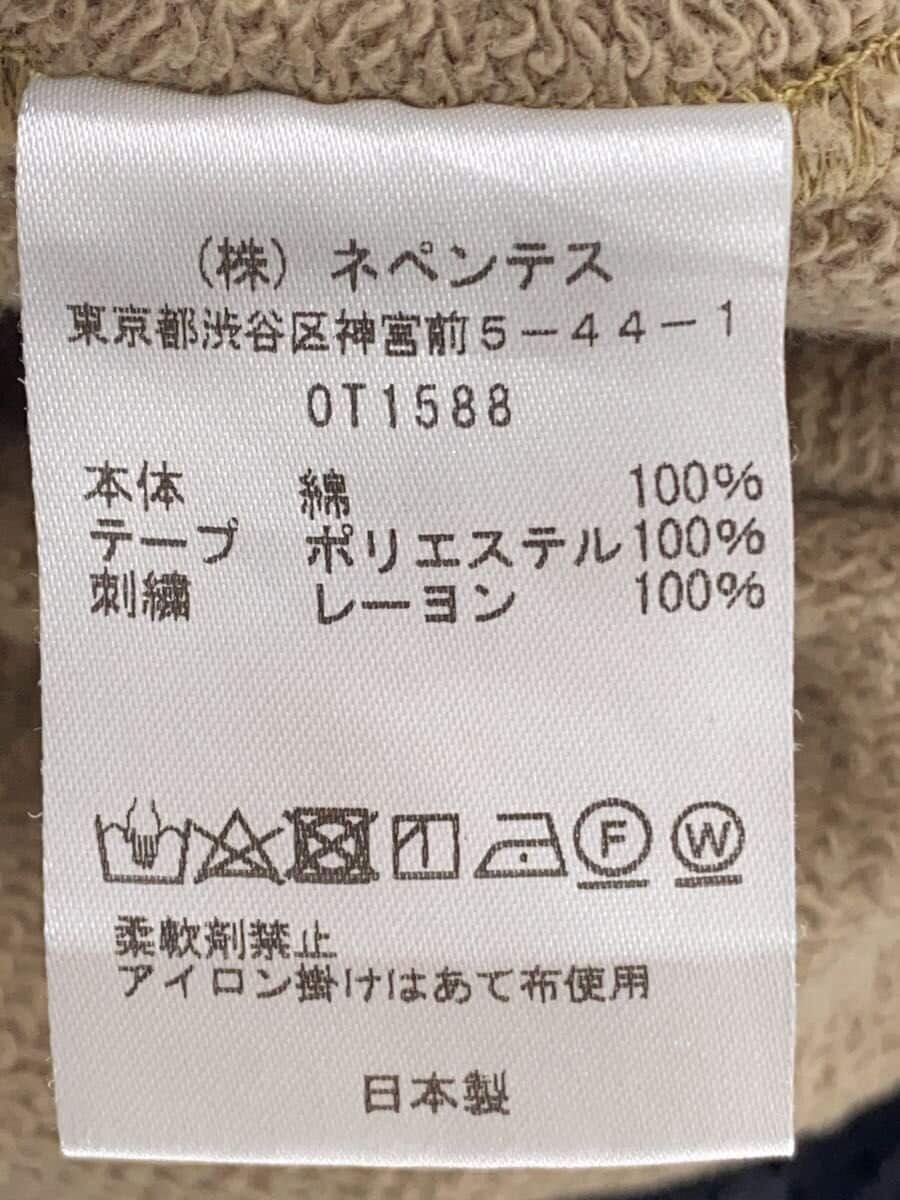 (株) ネペンテス
東京都渋谷区神宮前5-44-1
OT1588
本体 綿 100%
テープ ポリエステル100%
刺繍 レーヨン 100%
F W
柔軟剤禁止
アイロン掛けはあて布使用
日本製